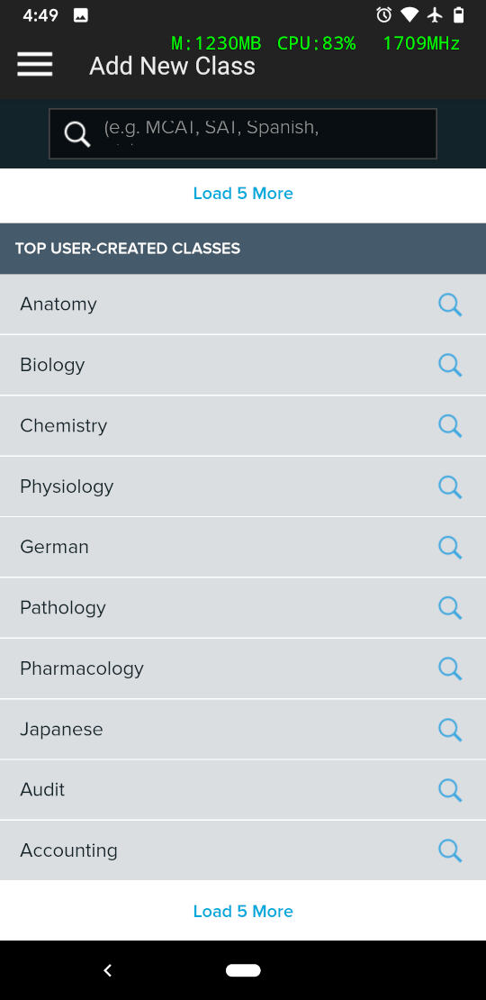 4:49
M:1230MB CPU:83% 1709MHz
Add New Class
(e.g. MCAT, SAT, Spanish,
Load 5 More
TOP USER-CREATED CLASSES
Anatomy
Biology
Chemistry
Physiology
German
Pathology
Pharmacology
Japanese
Audit
Accounting
Load 5 More